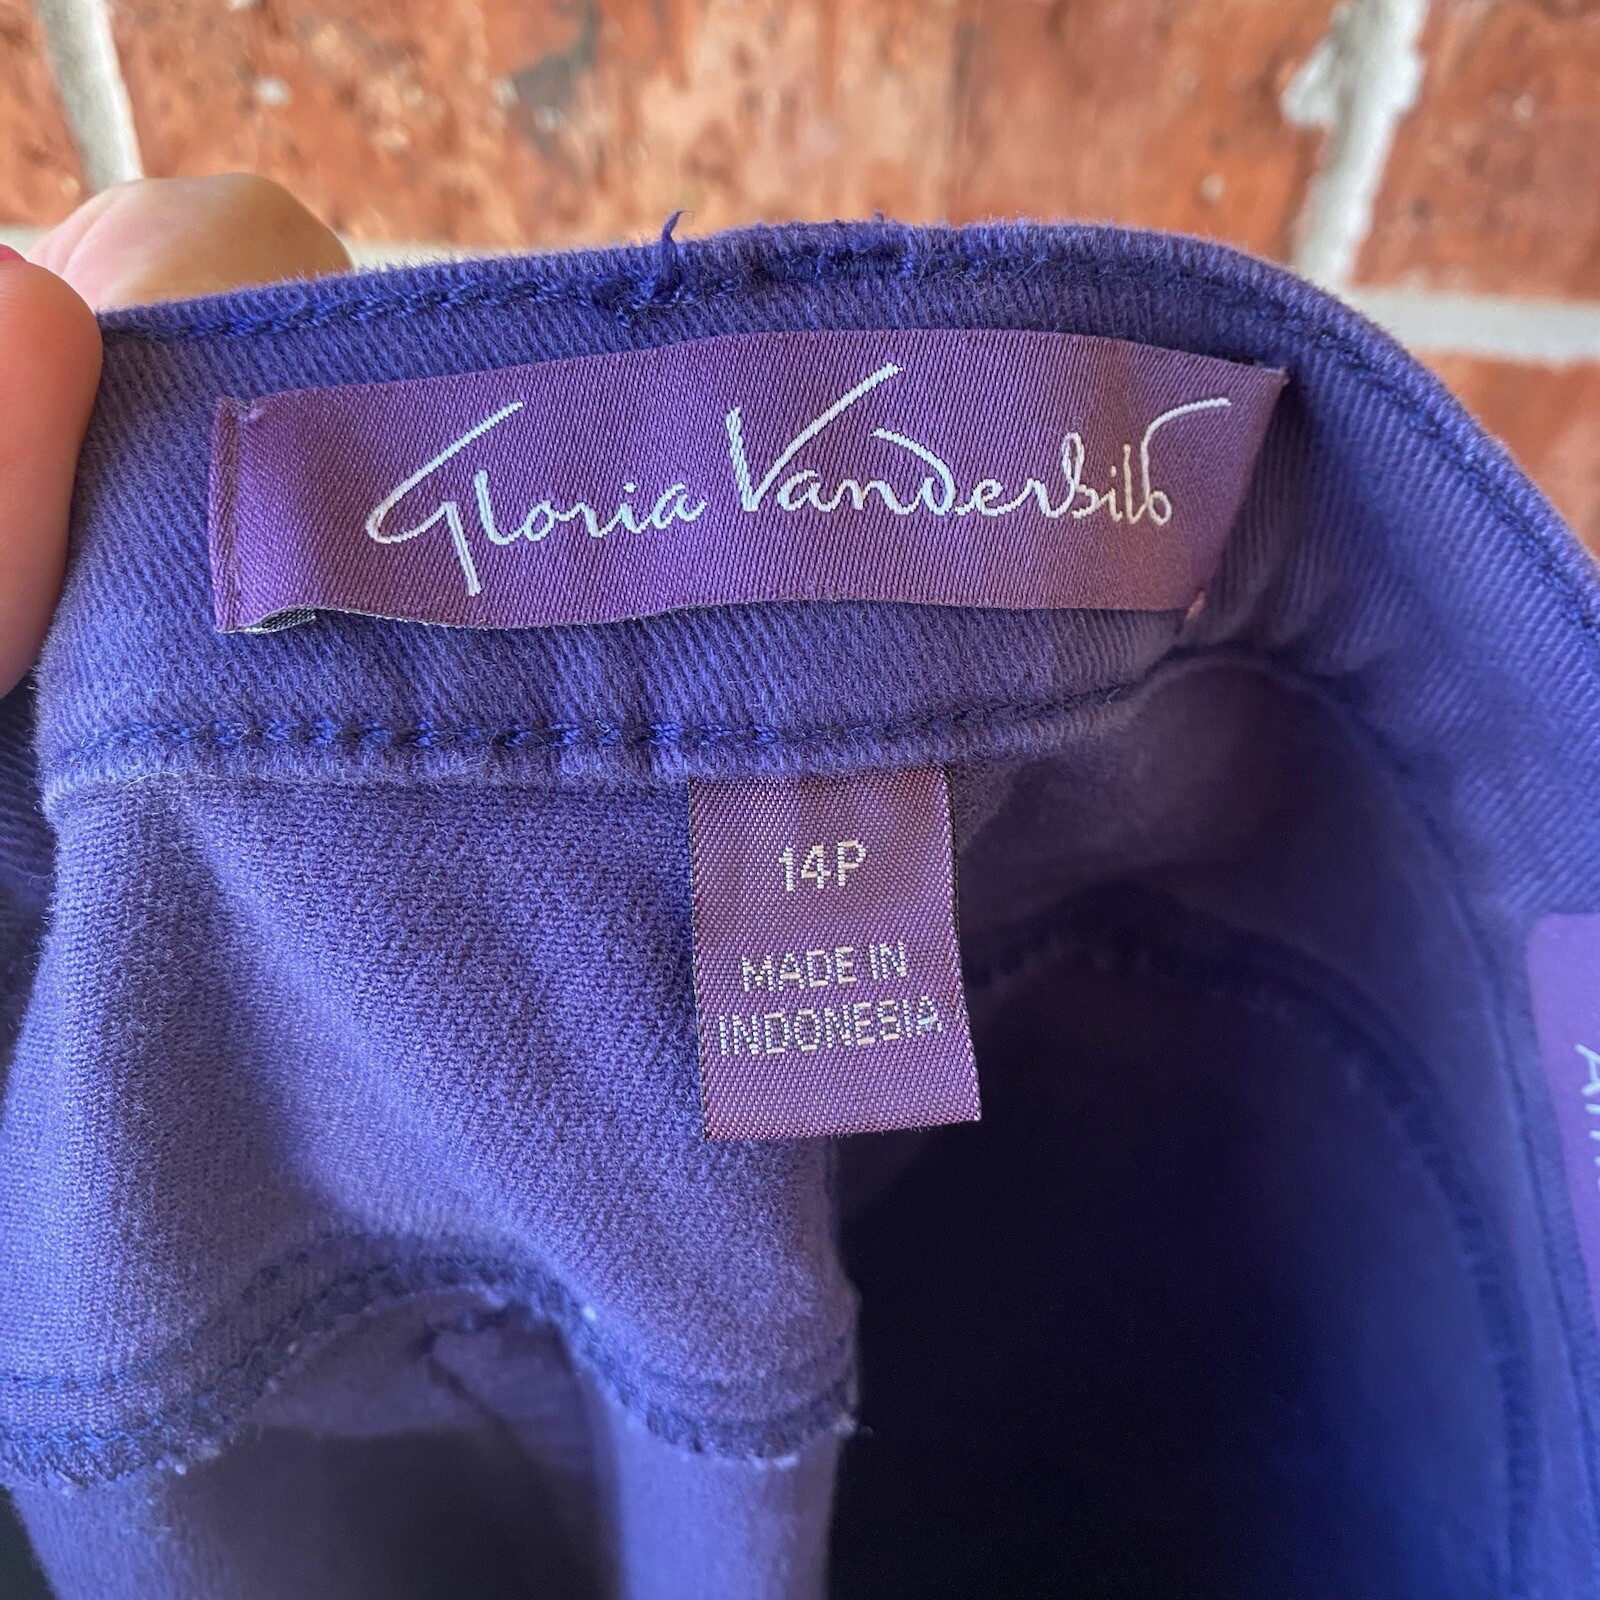 Gloria Vanderbilt
14P
MADE IN
INDONESIA